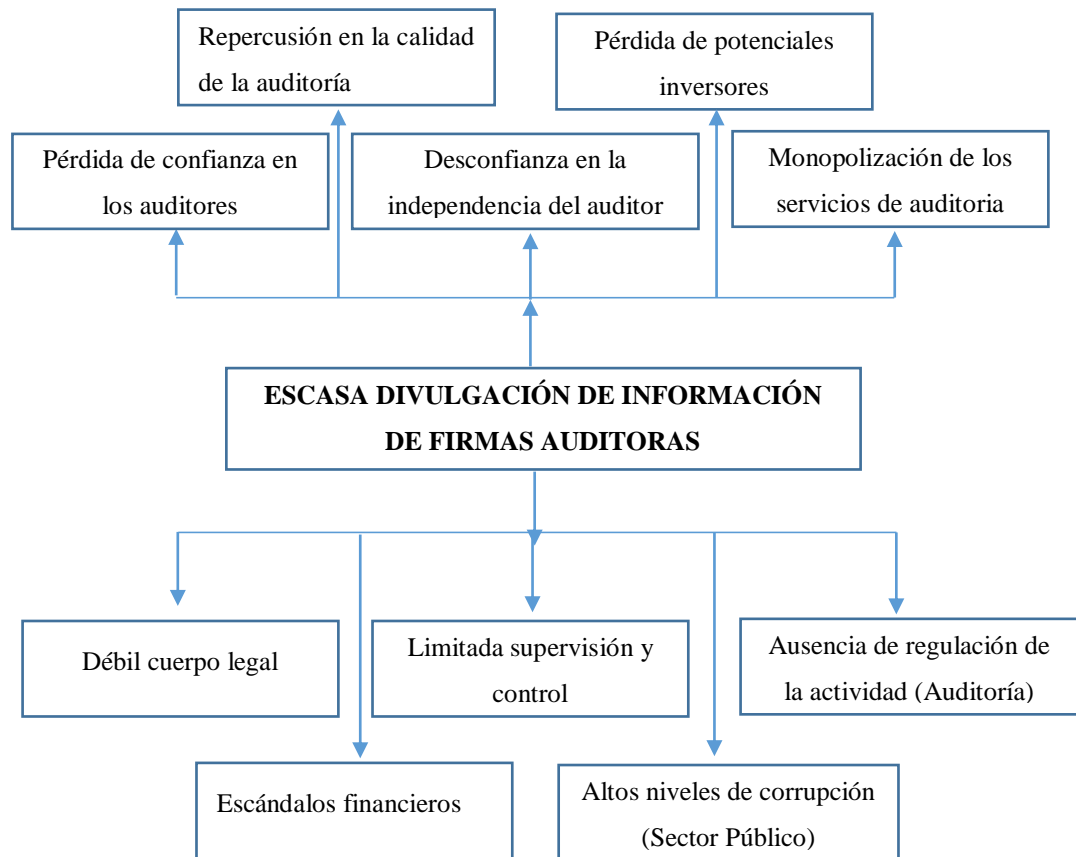 Repercusión en la calidad
de la auditoría
Pérdida de potenciales
inversores
Pérdida de confianza en
los auditores
Desconfianza en la
independencia del auditor
Monopolización de los
servicios de auditoria
ESCASA DIVULGACIÓN DE INFORMACIÓN
DE FIRMAS AUDITORAS
Débil cuerpo legal
Limitada supervisión y
control
Ausencia de regulación de
la actividad (Auditoría)
Escándalos financieros
Altos niveles de corrupción
(Sector Público)